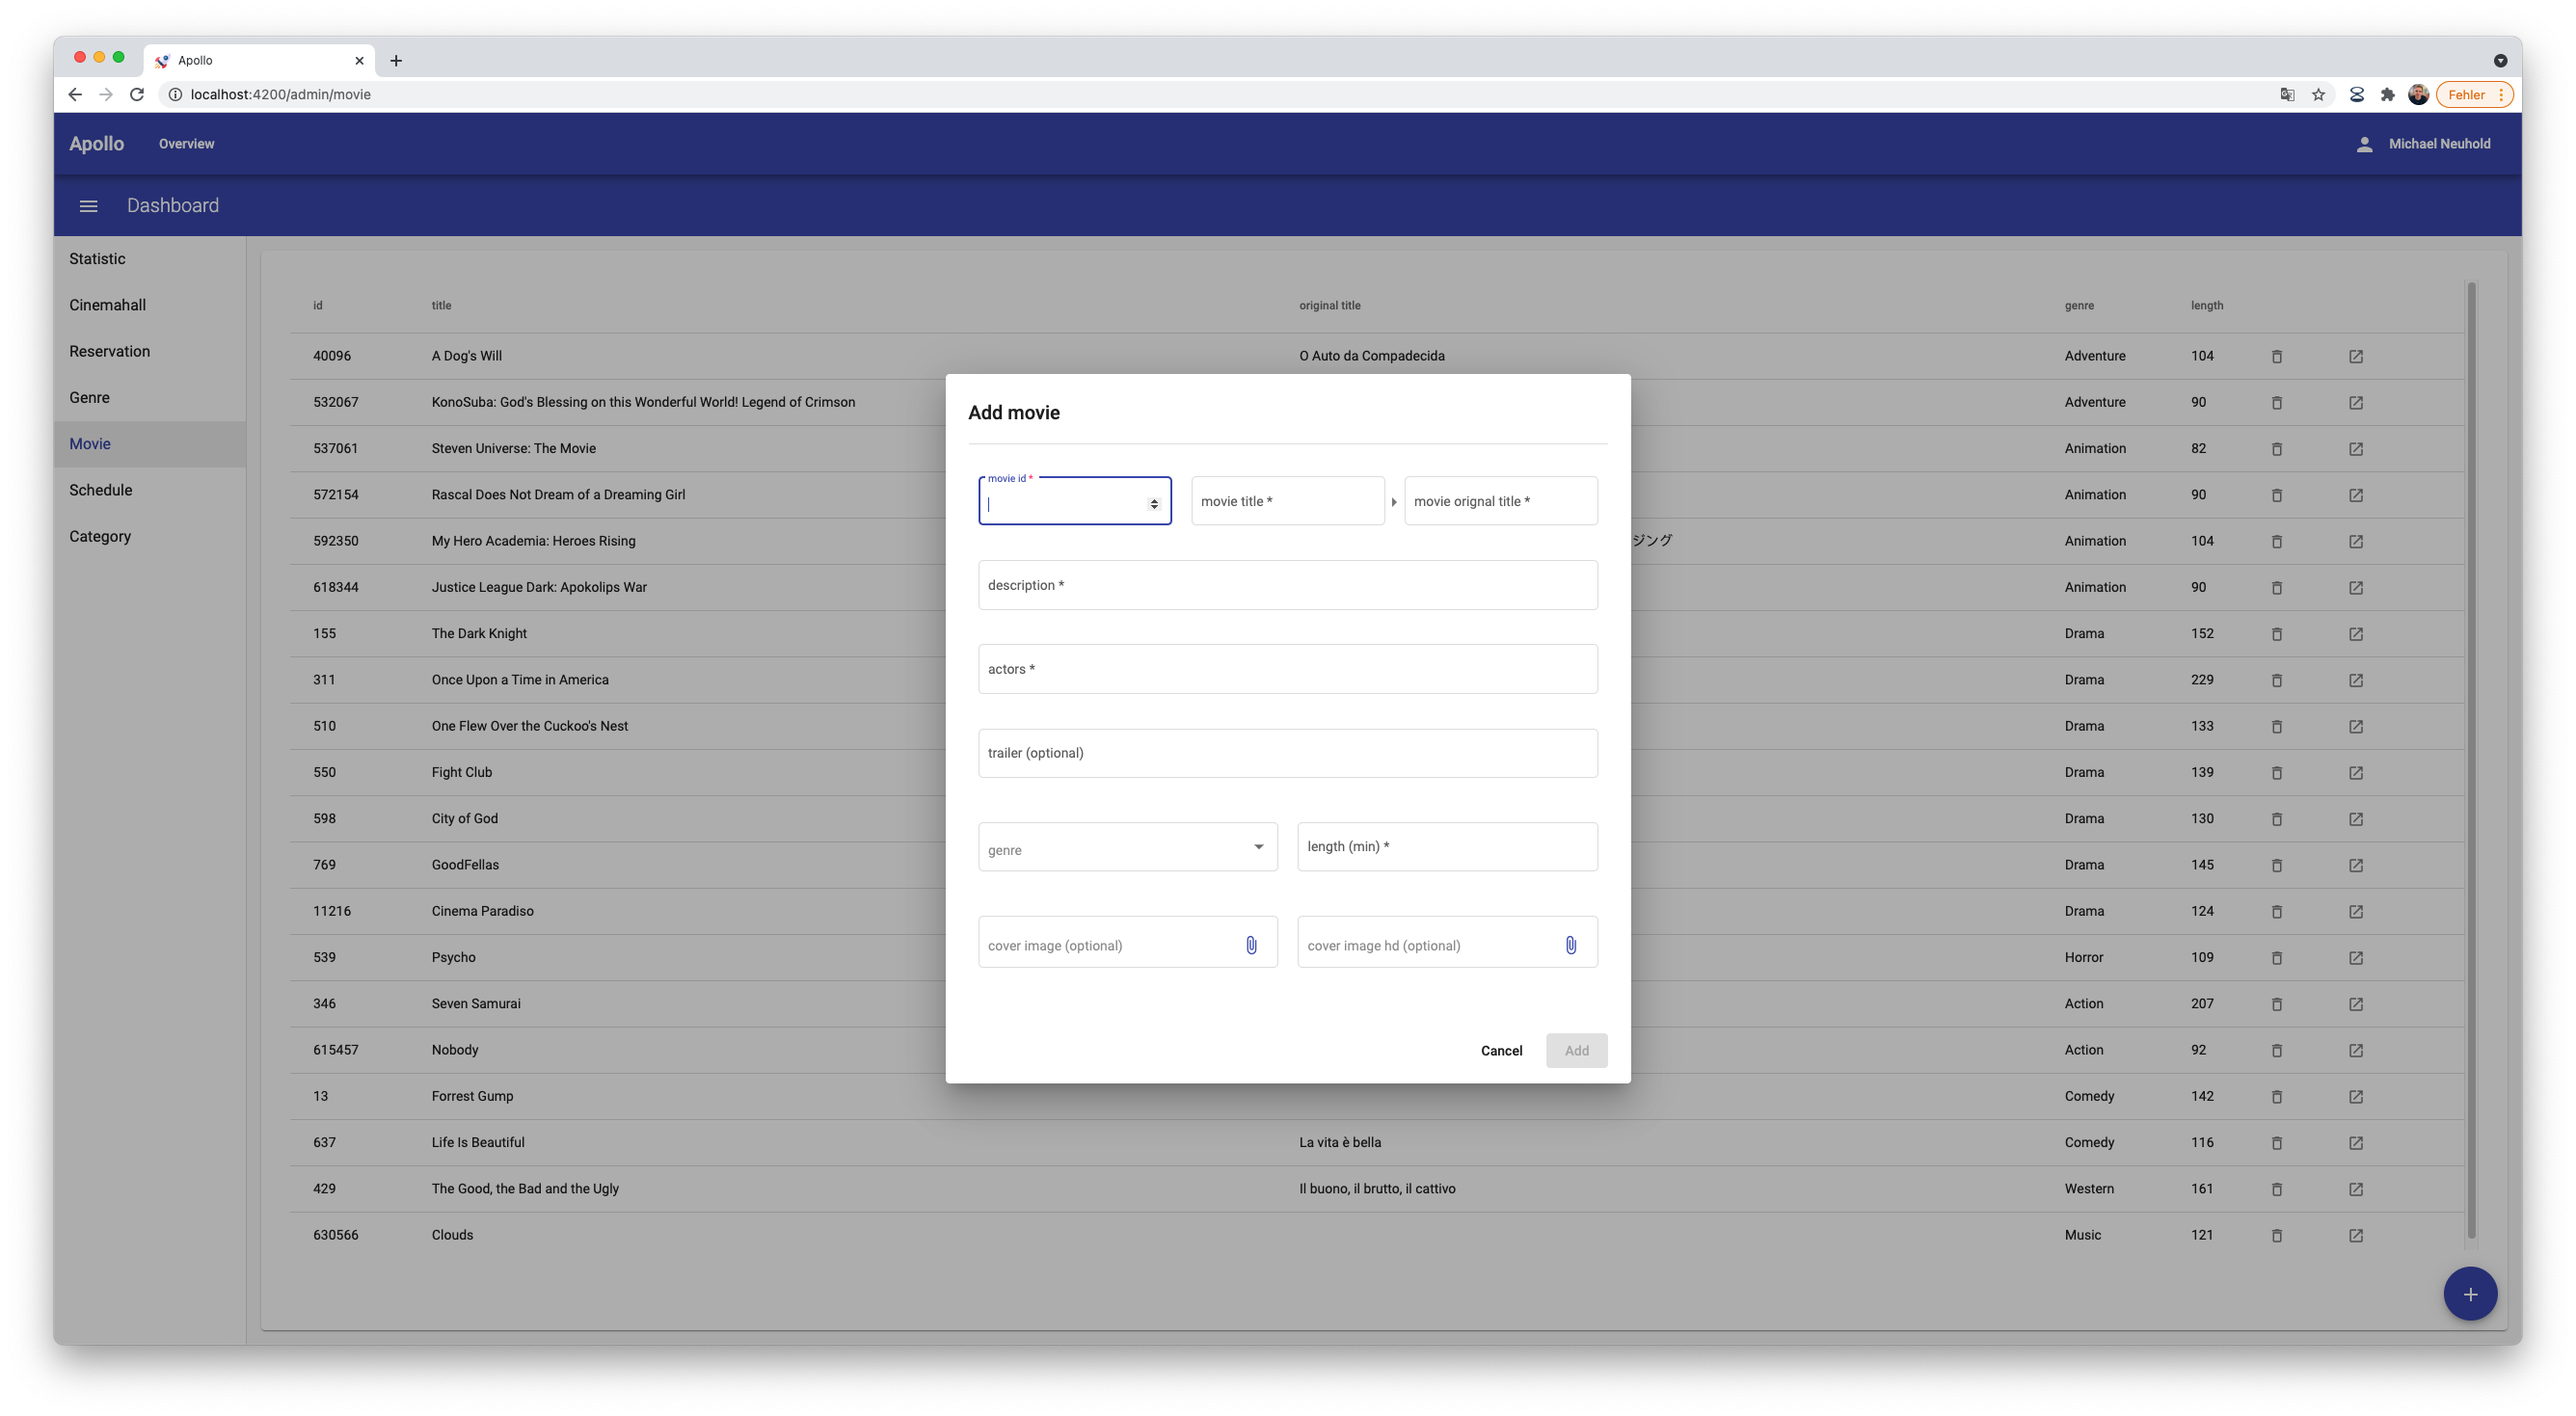 Apollo
localhost:4200/admin/movie
Fehler
Apollo Overview Michael Neuhold
Dashboard
Statistic
Cinemahall
Reservation
Genre
Movie
Schedule
Category
id title original title genre length
40096 A Dog's Will O Auto da Compadecida Adventure 104
532067 KonoSuba: God's Blessing on this Wonderful World! Legend of Crimson Adventure 90
537061 Steven Universe: The Movie Animation 82
572154 Rascal Does Not Dream of a Dreaming Girl Animation 90
592350 My Hero Academia: Heroes Rising ジング Animation 104
618344 Justice League Dark: Apokolips War Animation 90
155 The Dark Knight Drama 152
311 Once Upon a Time in America Drama 229
510 One Flew Over the Cuckoo's Nest Drama 133
550 Fight Club Drama 139
598 City of God Drama 130
769 GoodFellas Drama 145
11216 Cinema Paradiso Drama 124
539 Psycho Horror 109
346 Seven Samurai Action 207
615457 Nobody Action 92
13 Forrest Gump Comedy 142
637 Life Is Beautiful La vita è bella Comedy 116
429 The Good, the Bad and the Ugly Il buono, il brutto, il cattivo Western 161
630566 Clouds Music 121
Add movie
movie id *
movie title * movie orignal title *
description *
actors *
trailer (optional)
genre length (min) *
cover image (optional) cover image hd (optional)
Cancel Add